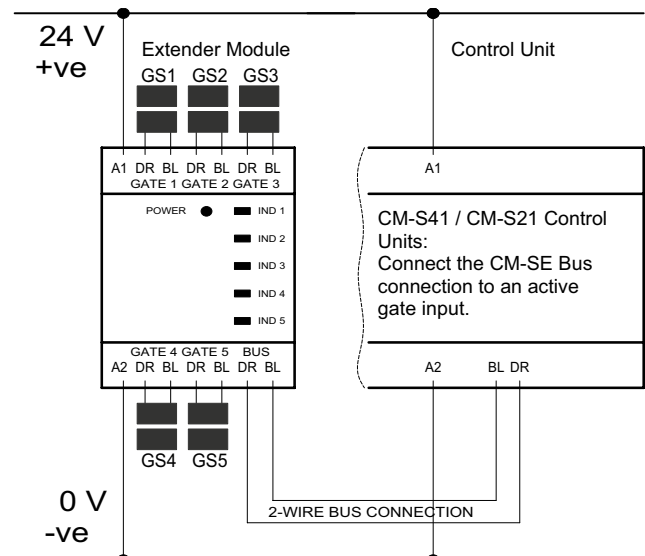 24 V
+ve
Extender Module
Control Unit
GS1 GS2 GS3
A1 DR BL DR BL DR BL
GATE 1 GATE 2 GATE 3
A1
POWER
IND 1
IND 2
IND 3
IND 4
IND 5
CM-S41 / CM-S21 Control
Units:
Connect the CM-SE Bus
connection to an active
gate input.
GATE 4 GATE 5 BUS
A2 DR BL DR BL DR BL
A2 BL DR
GS4 GS5
0 V
-ve
2-WIRE BUS CONNECTION